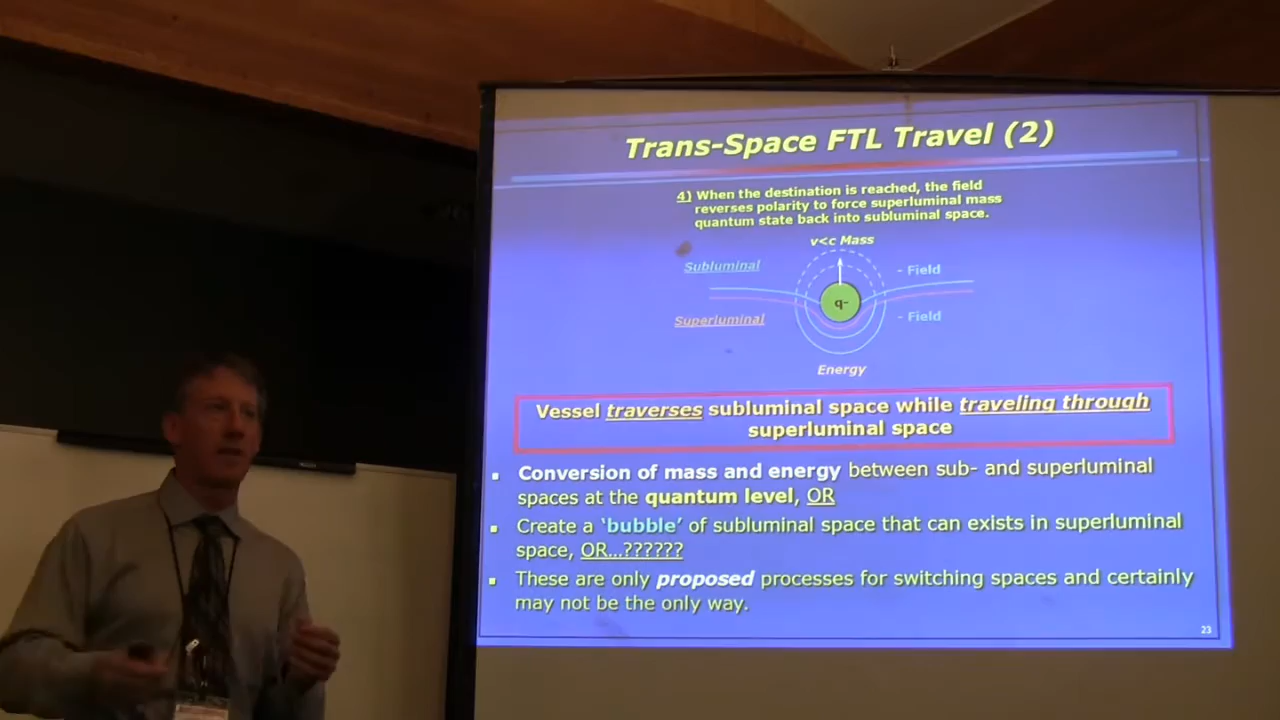 Trans-Space FTL Travel (2)
4) When the destination is reached, the field
reverses polarity to force superluminal mass
quantum state back into subluminal space.
v<c Mass
Subluminal
- Field
q-
Superluminal
- Field
Energy
Vessel traverses subluminal space while traveling through
superluminal space
▪ Conversion of mass and energy between sub- and superluminal
spaces at the quantum level, OR
▪ Create a ‘bubble’ of subluminal space that can exists in superluminal
space, OR...??????
▪ These are only proposed processes for switching spaces and certainly
may not be the only way.
23